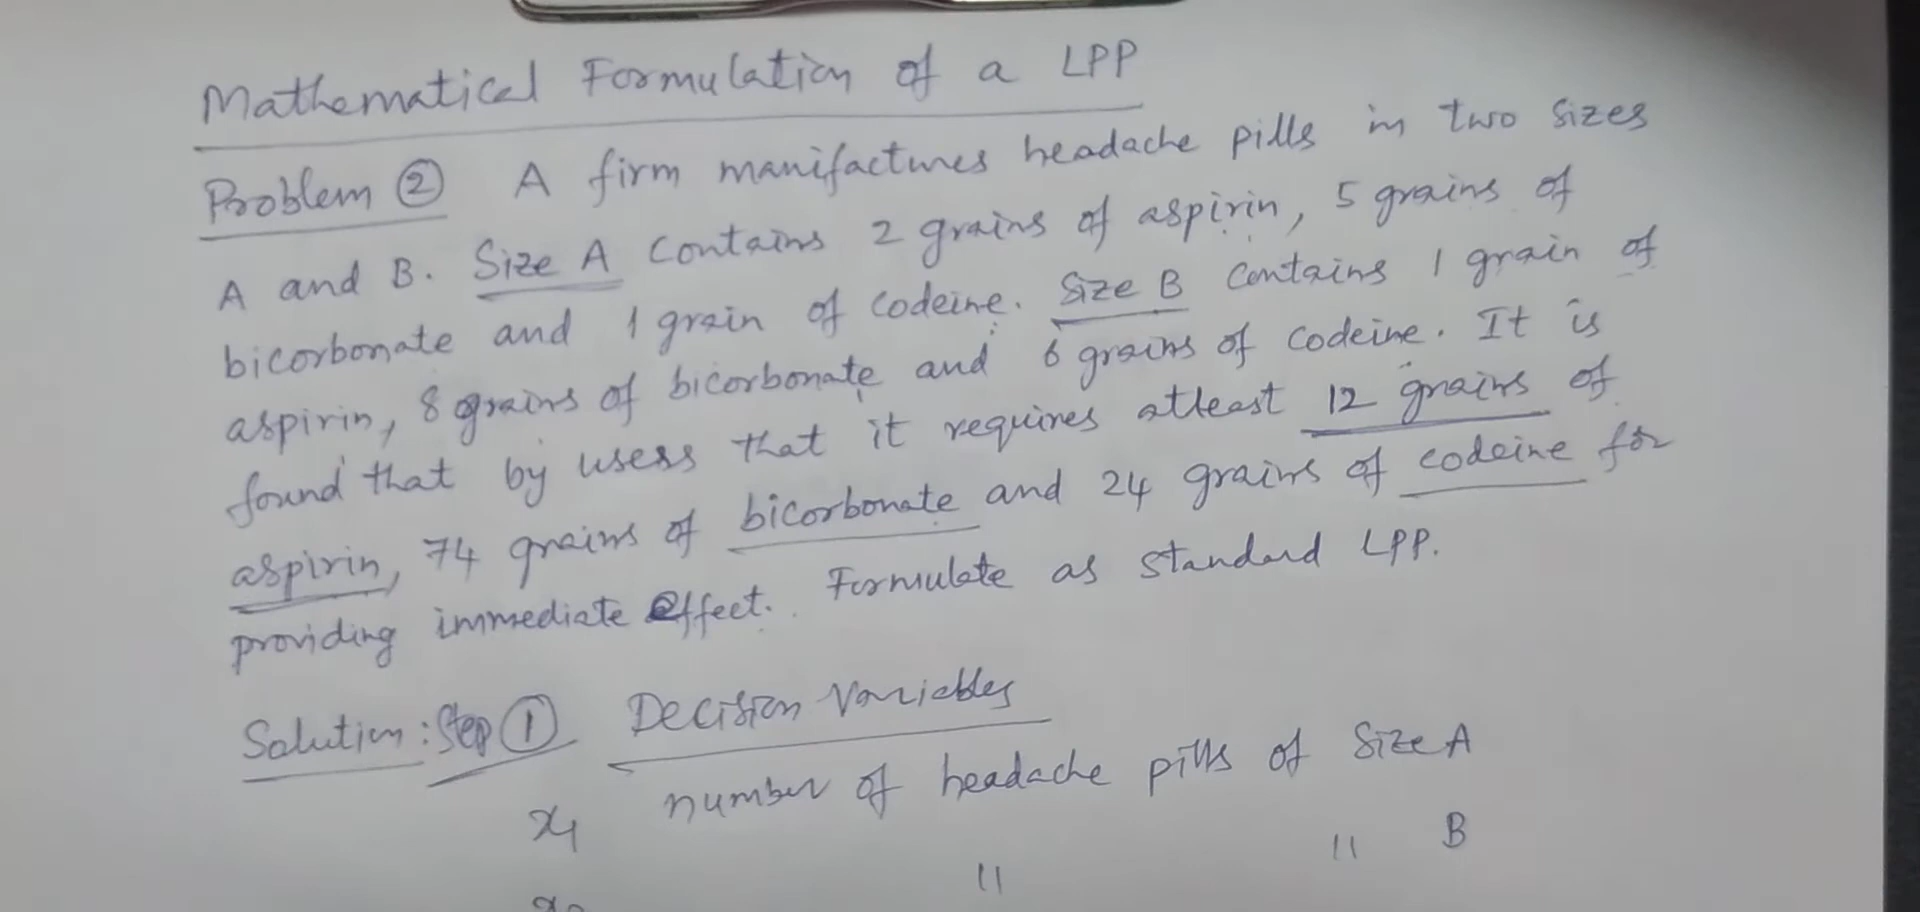 Mathematical Formulation of a LPP
Problem ② A firm manifactures headache pills in two sizes
A and B. Size A contains 2 grains of aspirin, 5 grains of
bicorbonate and 1 grain of codeine. Size B contains 1 grain of
aspirin, 8 grains of bicorbonate and 6 grains of codeine. It is
found that by usess that it requires atleast 12 grains of
aspirin, 74 grains of bicorbonate and 24 grains of codeine for
providing immediate effect. Formulate as standard LPP.
Solution: Step ① Decision Variables
x1 number of headache pills of Size A
x2 " " B